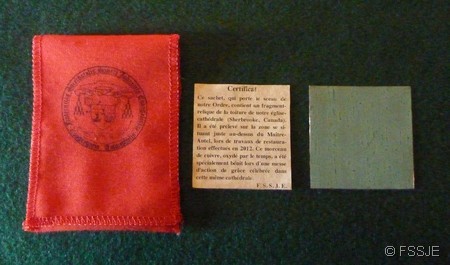 Certificat
Ce sachet, qui porte le sceau de
notre Ordre, contient un fragment-
relique de la toiture de notre église-
cathédrale (Sherbrooke, Canada).
Il a été prélevé sur la zone se si-
tuant juste au-dessus du Maître-
Autel, lors de travaux de restaura-
tion effectués en 2012. Ce morceau
de cuivre, oxydé par le temps, a été
spécialement béni lors d'une messe
d'action de grâce célébrée dans
cette même cathédrale.
F.S.S.J.E.
© FSSJE